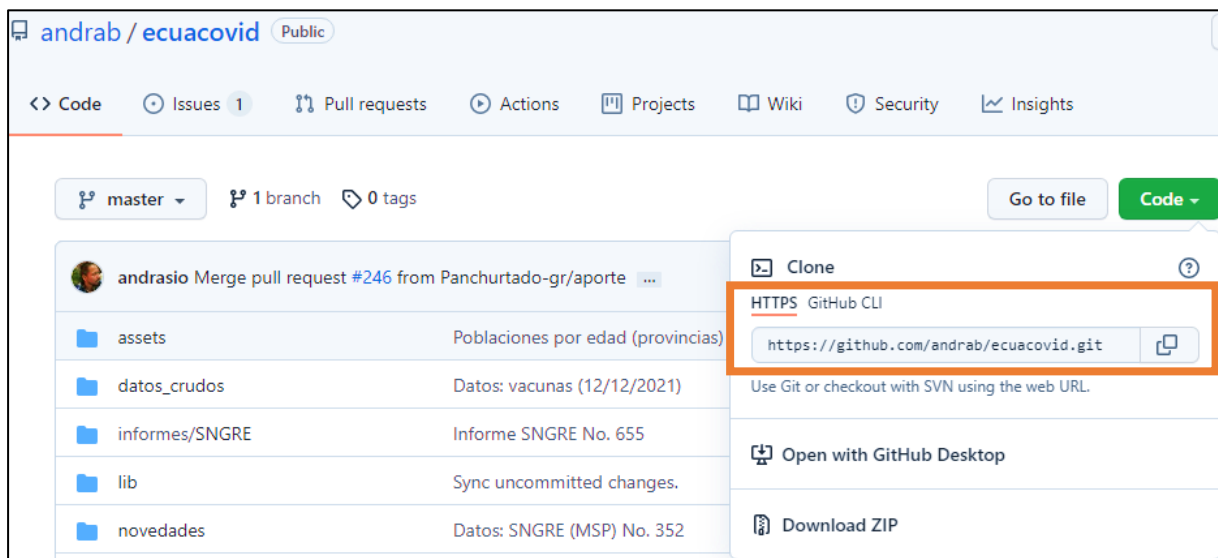 andrab / ecuacovid Public
Code Issues 1 Pull requests Actions Projects Wiki Security Insights
master 1 branch 0 tags Go to file Code
andrasio Merge pull request #246 from Panchurtado-gr/aporte ...
assets Poblaciones por edad (provincias)
datos_crudos Datos: vacunas (12/12/2021)
informes/SNGRE Informe SNGRE No. 655
lib Sync uncommitted changes.
novedades Datos: SNGRE (MSP) No. 352
Clone
HTTPS GitHub CLI
https://github.com/andrab/ecuacovid.git
Use Git or checkout with SVN using the web URL.
Open with GitHub Desktop
Download ZIP